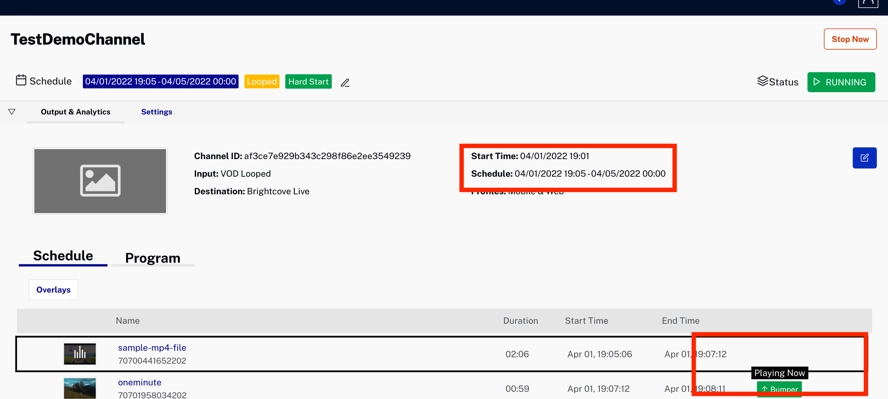 TestDemoChannel
Stop Now
Schedule 04/01/2022 19:05 - 04/05/2022 00:00 Looped Hard Start
Status RUNNING
Output & Analytics Settings
Channel ID: af3ce7e929b343c298f86e2ee3549239
Start Time: 04/01/2022 19:01
Input: VOD Looped
Schedule: 04/01/2022 19:05 - 04/05/2022 00:00
Destination: Brightcove Live
Profiles: Mobile & Web
Schedule Program
Overlays
Name Duration Start Time End Time
sample-mp4-file
70700441652202
02:06 Apr 01, 19:05:06 Apr 01, 19:07:12
Playing Now
oneminute
70701958034202
00:59 Apr 01, 19:07:12 Apr 01, 19:08:11
↑ Bumper